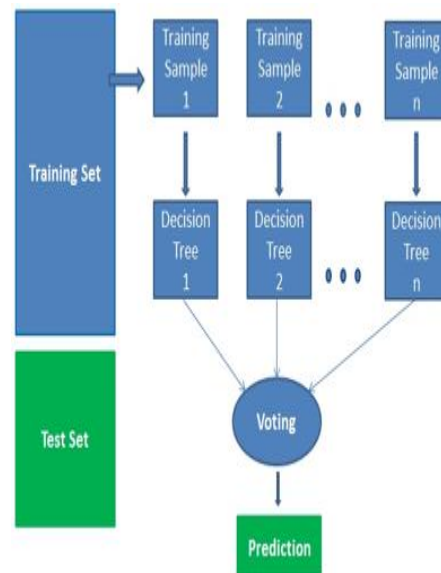 Training Set
Training
Sample
1
Training
Sample
2
Training
Sample
n
Decision
Tree
1
Decision
Tree
2
Decision
Tree
n
Test Set
Voting
Prediction